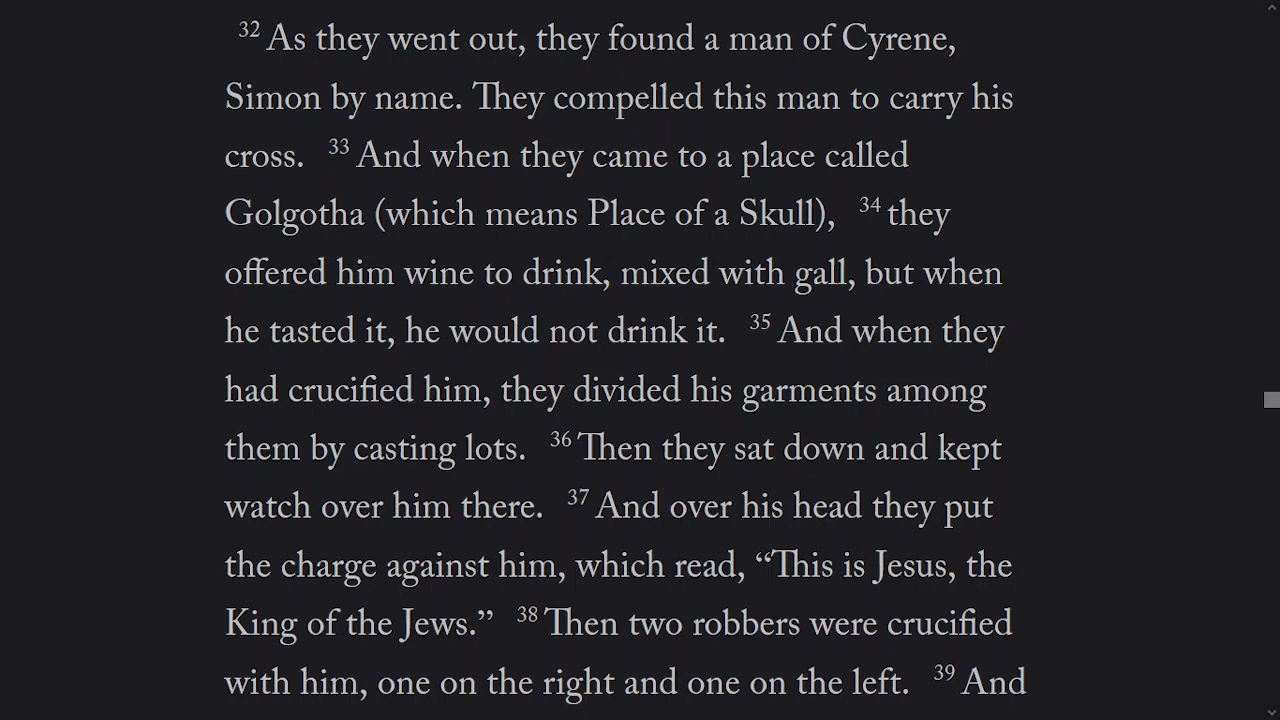 32 As they went out, they found a man of Cyrene,
Simon by name. They compelled this man to carry his
cross. 33 And when they came to a place called
Golgotha (which means Place of a Skull), 34 they
offered him wine to drink, mixed with gall, but when
he tasted it, he would not drink it. 35 And when they
had crucified him, they divided his garments among
them by casting lots. 36 Then they sat down and kept
watch over him there. 37 And over his head they put
the charge against him, which read, “This is Jesus, the
King of the Jews.” 38 Then two robbers were crucified
with him, one on the right and one on the left. 39 And